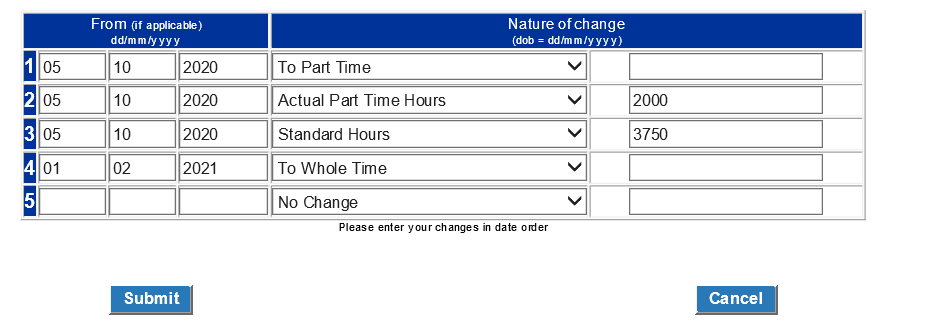 From (if applicable) Nature of change
dd/mm/yyyy (dob = dd/mm/yyyy)
1 05 10 2020 To Part Time
2 05 10 2020 Actual Part Time Hours 2000
3 05 10 2020 Standard Hours 3750
4 01 02 2021 To Whole Time
5 No Change
Please enter your changes in date order
Submit Cancel